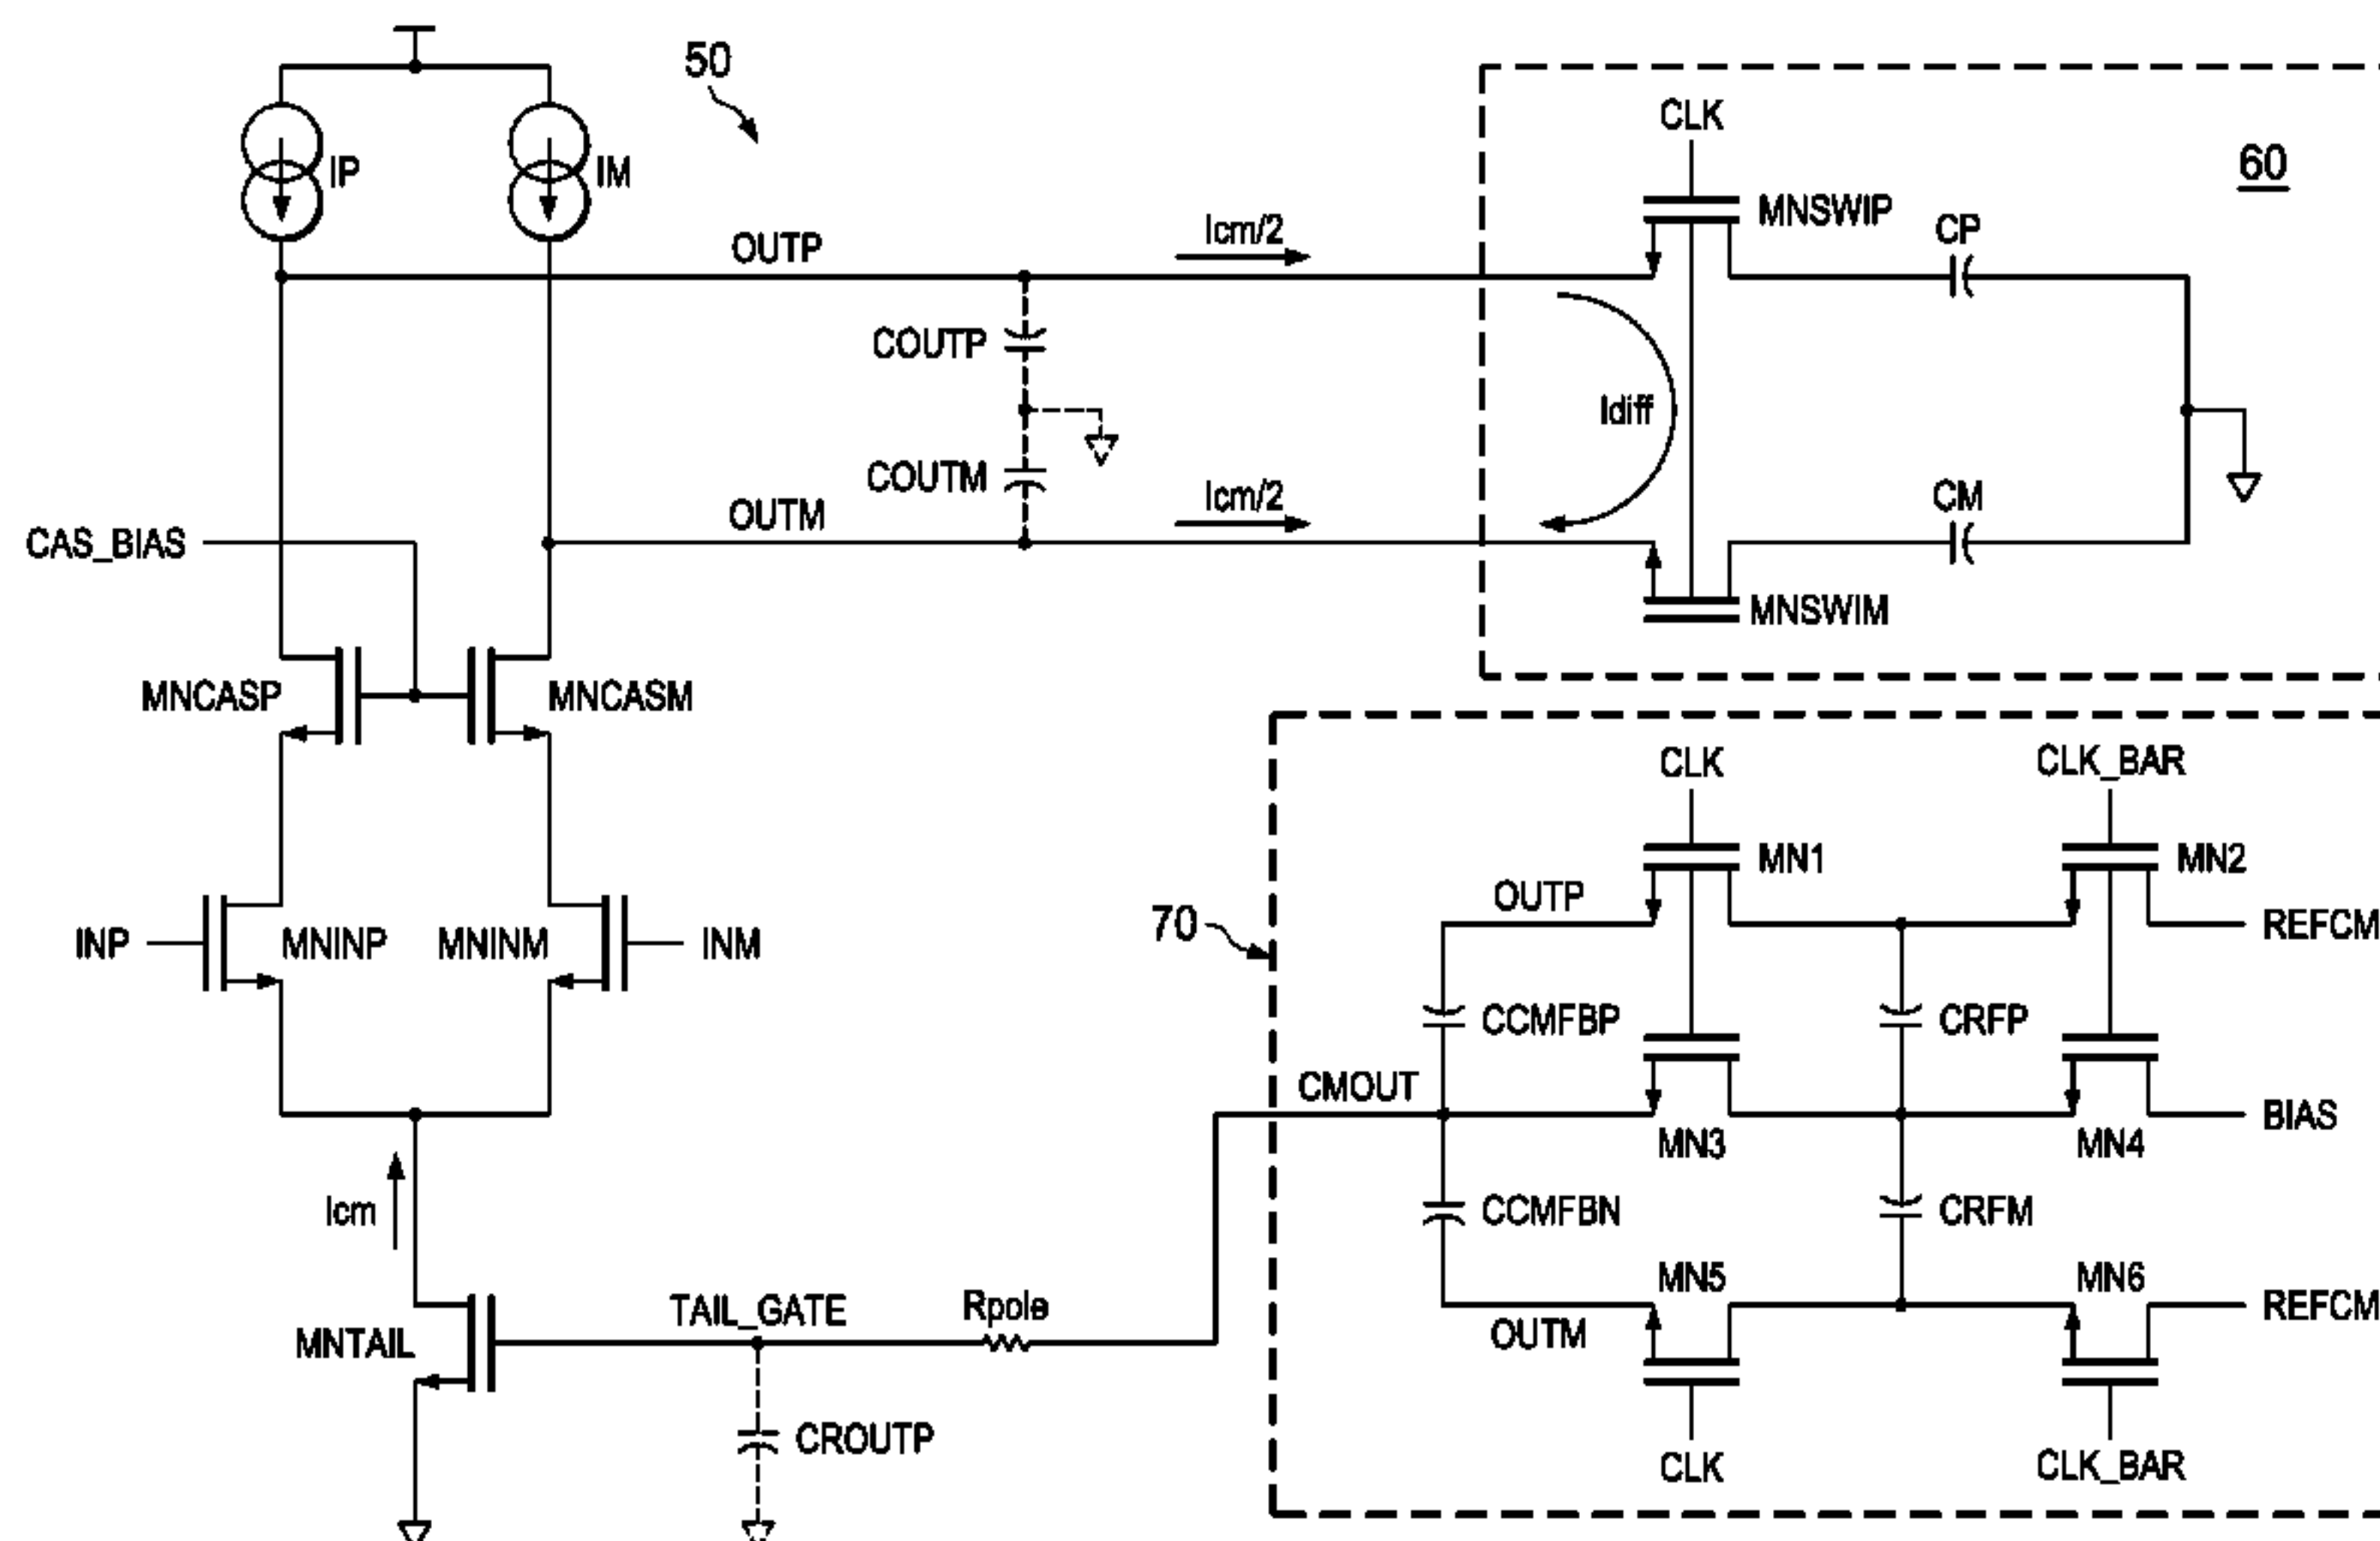 50
CLK
60
IP
IM
MNSWIP
CP
OUTP
Icm/2
COUTP
Idiff
COUTM
Icm/2
CM
OUTM
CAS_BIAS
MNSWIM
MNCASP
MNCASM
CLK
CLK_BAR
MN1
MN2
OUTP
REFCM
70
INP
MNINP
MNINM
INM
CCMFBP
CRFP
CMOUT
BIAS
MN3
MN4
Icm
CCMFBN
CRFM
MN5
MN6
TAIL_GATE
Rpole
REFCM
MNTAIL
OUTM
CROUTP
CLK
CLK_BAR